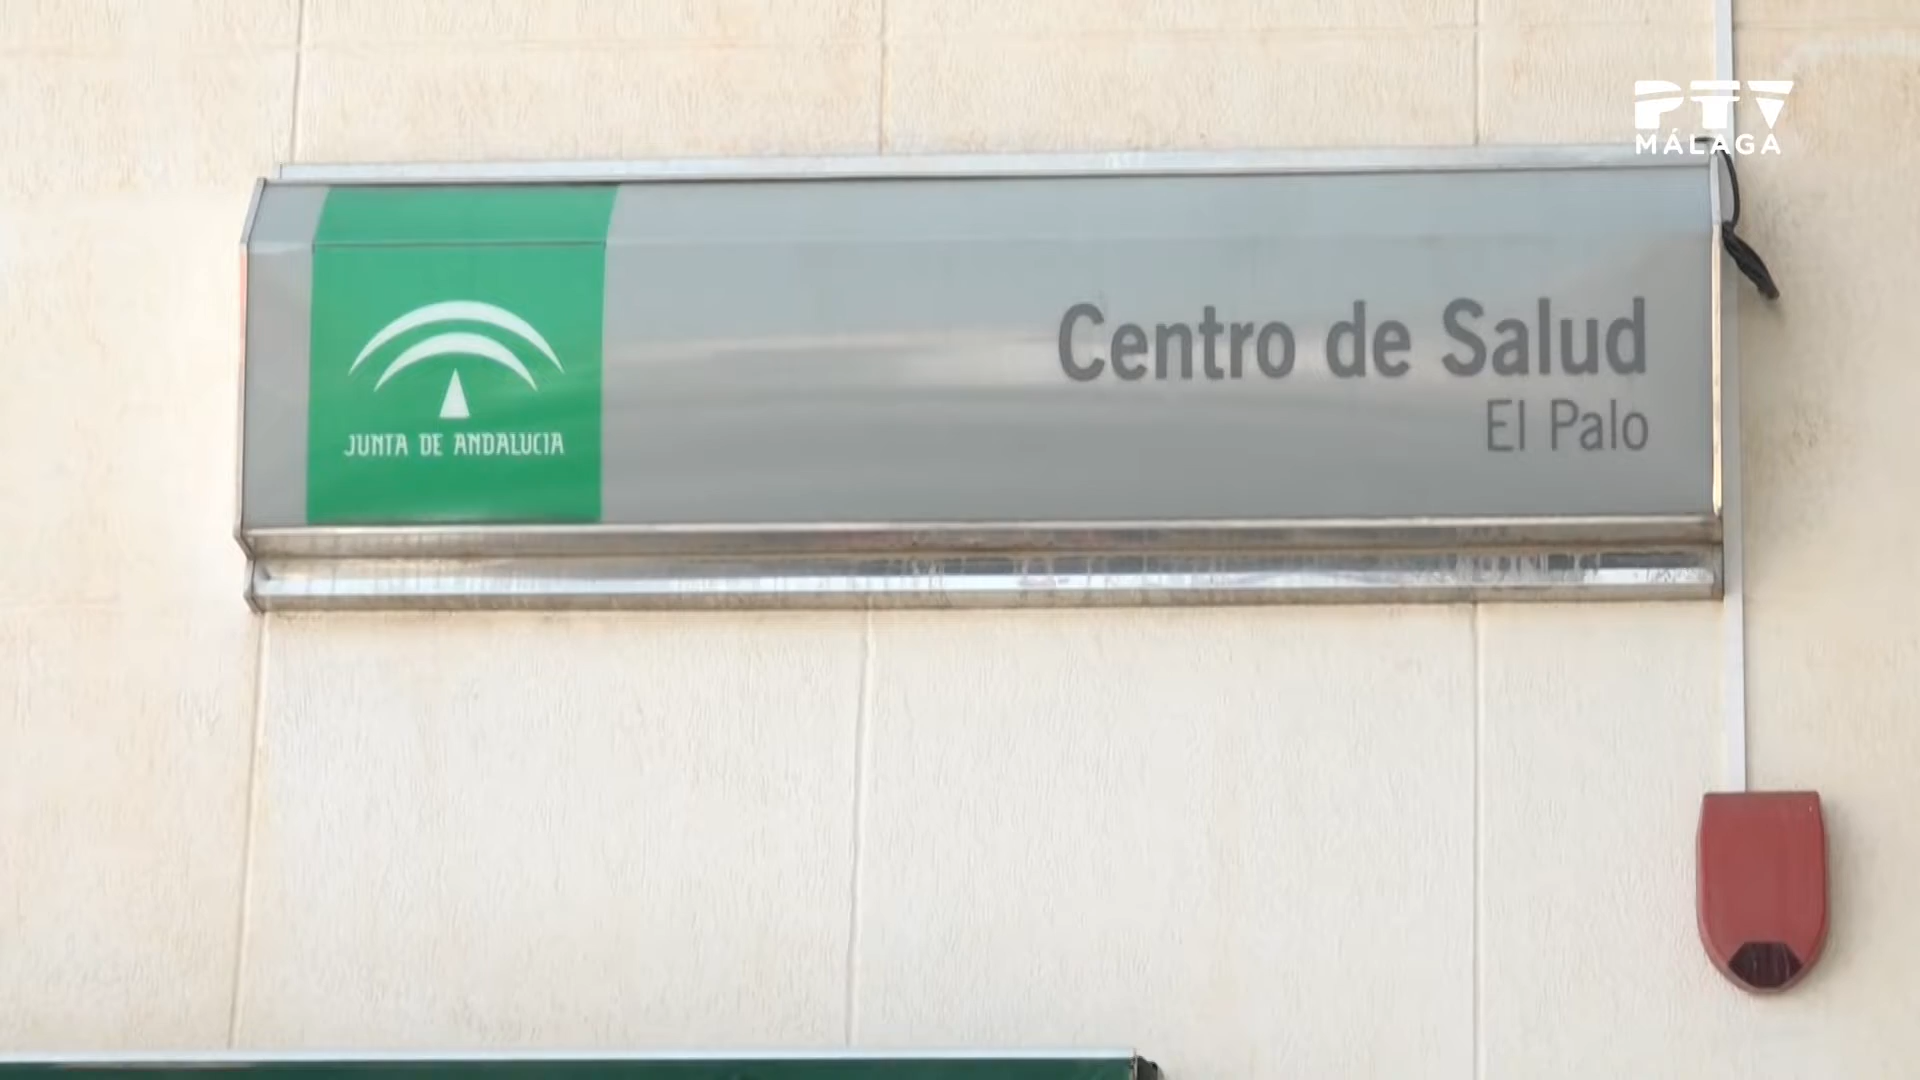 PTV
MÁLAGA
JUNTA DE ANDALUCIA
Centro de Salud
El Palo